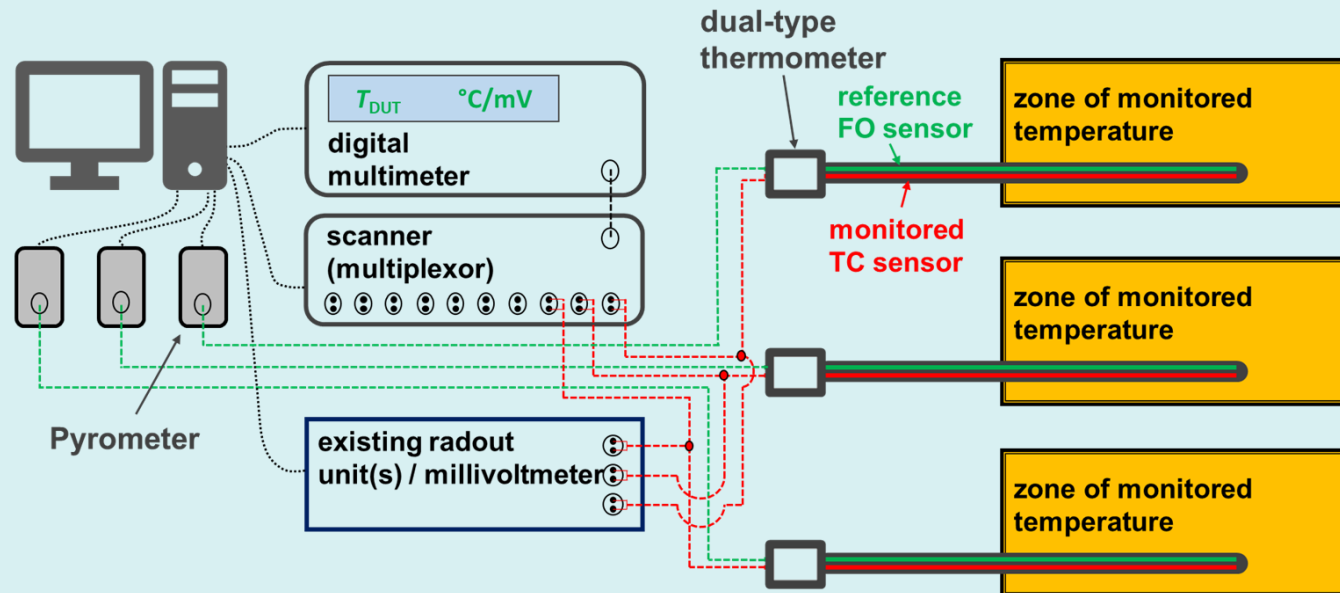 dual-type
thermometer
T_DUT °C/mV
digital
multimeter
reference
FO sensor
zone of monitored
temperature
scanner
(multiplexor)
monitored
TC sensor
zone of monitored
temperature
Pyrometer
existing radout
unit(s) / millivoltmeter
zone of monitored
temperature